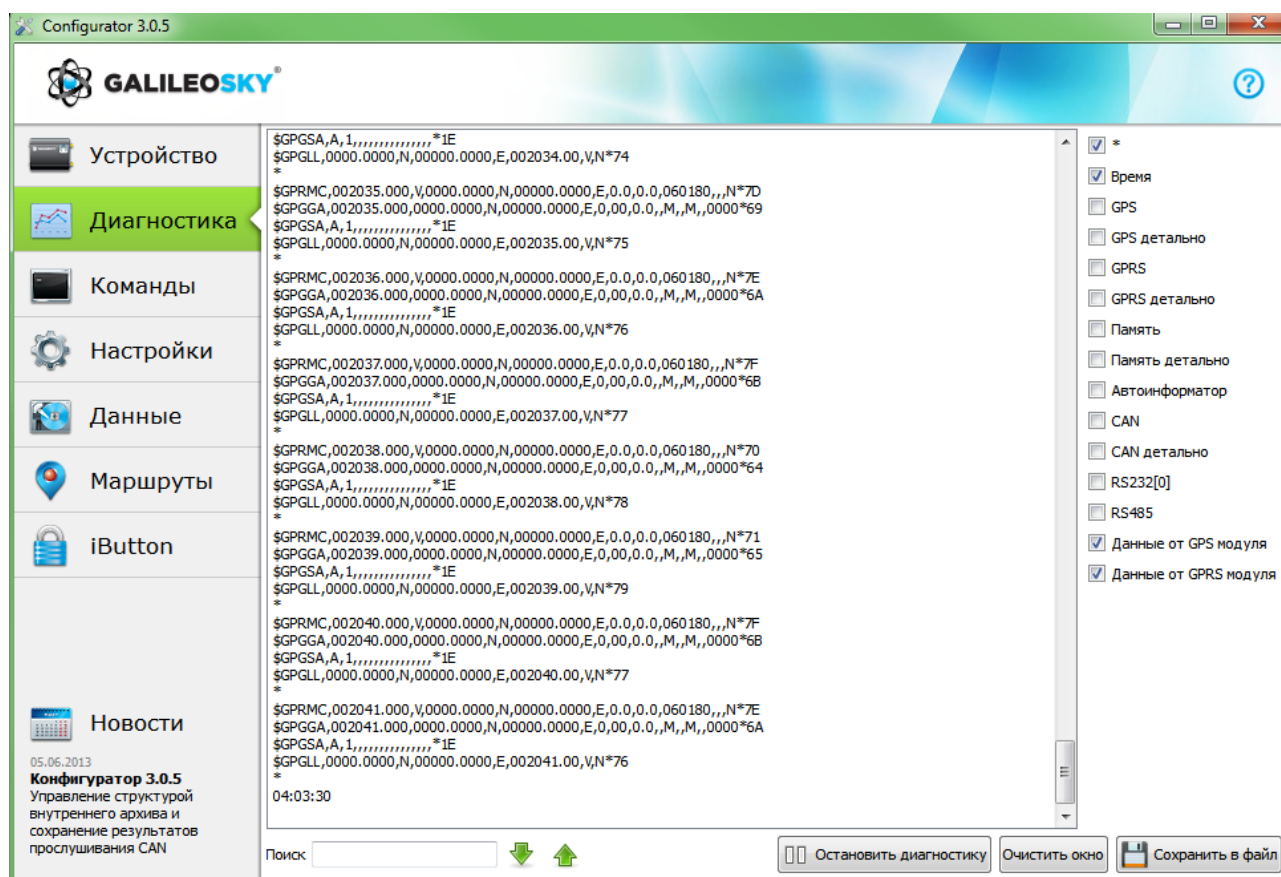 Configurator 3.0.5
GALILEOSKY®
Устройство
Диагностика
Команды
Настройки
Данные
Маршруты
iButton
Новости
05.06.2013
Конфигуратор 3.0.5
Управление структурой
внутреннего архива и
сохранение результатов
прослушивания CAN
$GPGSA,A,1,,,,,,,,,,,,,,,*1E
$GPGLL,0000.0000,N,00000.0000,E,002034.00,V,N*74
*
$GPRMC,002035.000,V,0000.0000,N,00000.0000,E,0.0,0.0,060180,,,N*7D
$GPGGA,002035.000,0000.0000,N,00000.0000,E,0,00,0.0,,M,,M,,0000*69
$GPGSA,A,1,,,,,,,,,,,,,,,*1E
$GPGLL,0000.0000,N,00000.0000,E,002035.00,V,N*75
*
$GPRMC,002036.000,V,0000.0000,N,00000.0000,E,0.0,0.0,060180,,,N*7E
$GPGGA,002036.000,0000.0000,N,00000.0000,E,0,00,0.0,,M,,M,,0000*6A
$GPGSA,A,1,,,,,,,,,,,,,,,*1E
$GPGLL,0000.0000,N,00000.0000,E,002036.00,V,N*76
*
$GPRMC,002037.000,V,0000.0000,N,00000.0000,E,0.0,0.0,060180,,,N*7F
$GPGGA,002037.000,0000.0000,N,00000.0000,E,0,00,0.0,,M,,M,,0000*6B
$GPGSA,A,1,,,,,,,,,,,,,,,*1E
$GPGLL,0000.0000,N,00000.0000,E,002037.00,V,N*77
*
$GPRMC,002038.000,V,0000.0000,N,00000.0000,E,0.0,0.0,060180,,,N*70
$GPGGA,002038.000,0000.0000,N,00000.0000,E,0,00,0.0,,M,,M,,0000*64
$GPGSA,A,1,,,,,,,,,,,,,,,*1E
$GPGLL,0000.0000,N,00000.0000,E,002038.00,V,N*78
*
$GPRMC,002039.000,V,0000.0000,N,00000.0000,E,0.0,0.0,060180,,,N*71
$GPGGA,002039.000,0000.0000,N,00000.0000,E,0,00,0.0,,M,,M,,0000*65
$GPGSA,A,1,,,,,,,,,,,,,,,*1E
$GPGLL,0000.0000,N,00000.0000,E,002039.00,V,N*79
*
$GPRMC,002040.000,V,0000.0000,N,00000.0000,E,0.0,0.0,060180,,,N*7F
$GPGGA,002040.000,0000.0000,N,00000.0000,E,0,00,0.0,,M,,M,,0000*6B
$GPGSA,A,1,,,,,,,,,,,,,,,*1E
$GPGLL,0000.0000,N,00000.0000,E,002040.00,V,N*77
*
$GPRMC,002041.000,V,0000.0000,N,00000.0000,E,0.0,0.0,060180,,,N*7E
$GPGGA,002041.000,0000.0000,N,00000.0000,E,0,00,0.0,,M,,M,,0000*6A
$GPGSA,A,1,,,,,,,,,,,,,,,*1E
$GPGLL,0000.0000,N,00000.0000,E,002041.00,V,N*76
*
04:03:30
*
Время
GPS
GPS детально
GPRS
GPRS детально
Память
Память детально
Автоинформатор
CAN
CAN детально
RS232[0]
RS485
Данные от GPS модуля
Данные от GPRS модуля
Поиск
Остановить диагностику
Очистить окно
Сохранить в файл